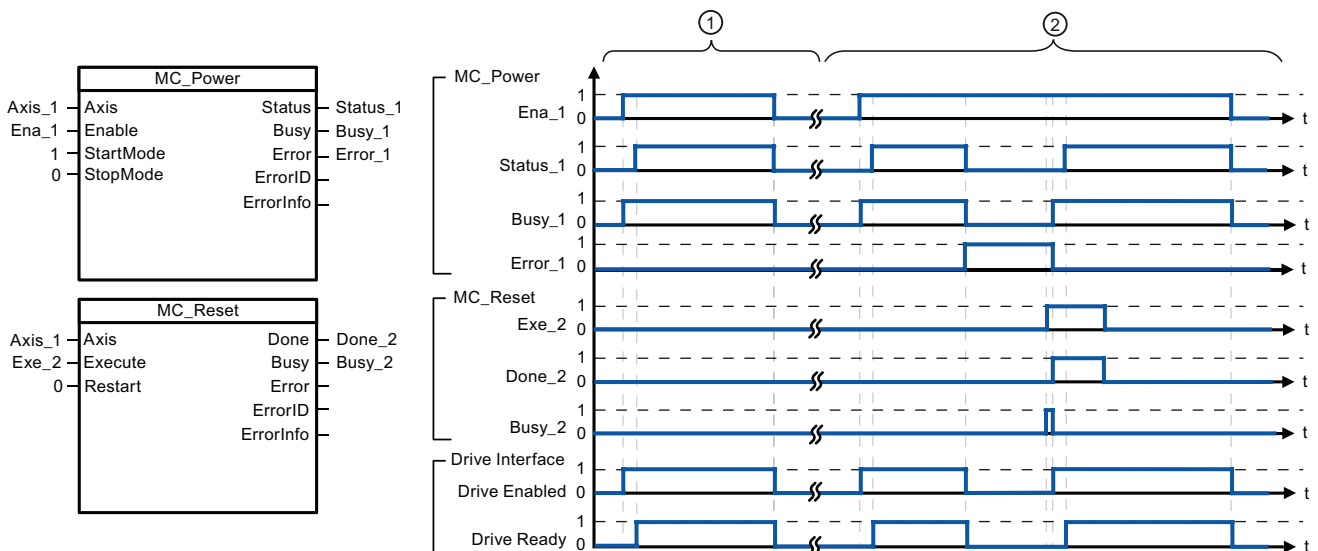 MC_Power
Axis_1 Axis Status Status_1
Ena_1 Enable Busy Busy_1
1 StartMode Error Error_1
0 StopMode ErrorID
ErrorInfo
MC_Reset
Axis_1 Axis Done Done_2
Exe_2 Execute Busy Busy_2
0 Restart Error
ErrorID
ErrorInfo
1 2
MC_Power
1
Ena_1 0 t
1
Status_1 0 t
1
Busy_1 0 t
1
Error_1 0 t
MC_Reset
1
Exe_2 0 t
1
Done_2 0 t
1
Busy_2 0 t
Drive Interface
1
Drive Enabled 0 t
1
Drive Ready 0 t